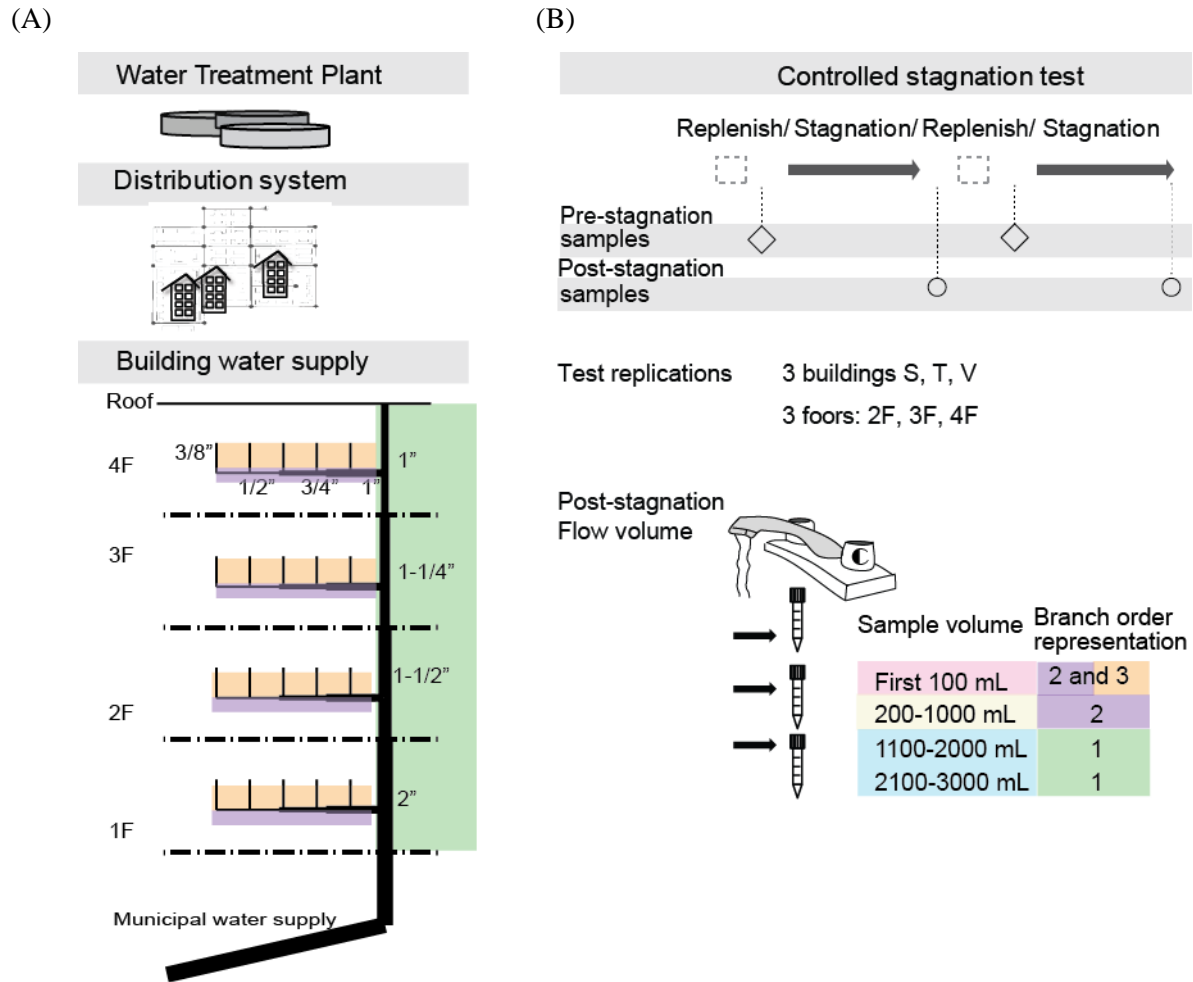 (A)
Water Treatment Plant
Distribution system
Building water supply
Roof
4F
3/8”
1/2”
3/4”
1”
1”
3F
1-1/4”
1-1/2”
2F
2”
1F
Municipal water supply
(B)
Controlled stagnation test
Replenish/ Stagnation/ Replenish/ Stagnation
Pre-stagnation
samples
Post-stagnation
samples
Test replications
3 buildings S, T, V
3 foors: 2F, 3F, 4F
Post-stagnation
Flow volume
C
Sample volume
Branch order
representation
First 100 mL
2 and 3
200-1000 mL
2
1100-2000 mL
1
2100-3000 mL
1